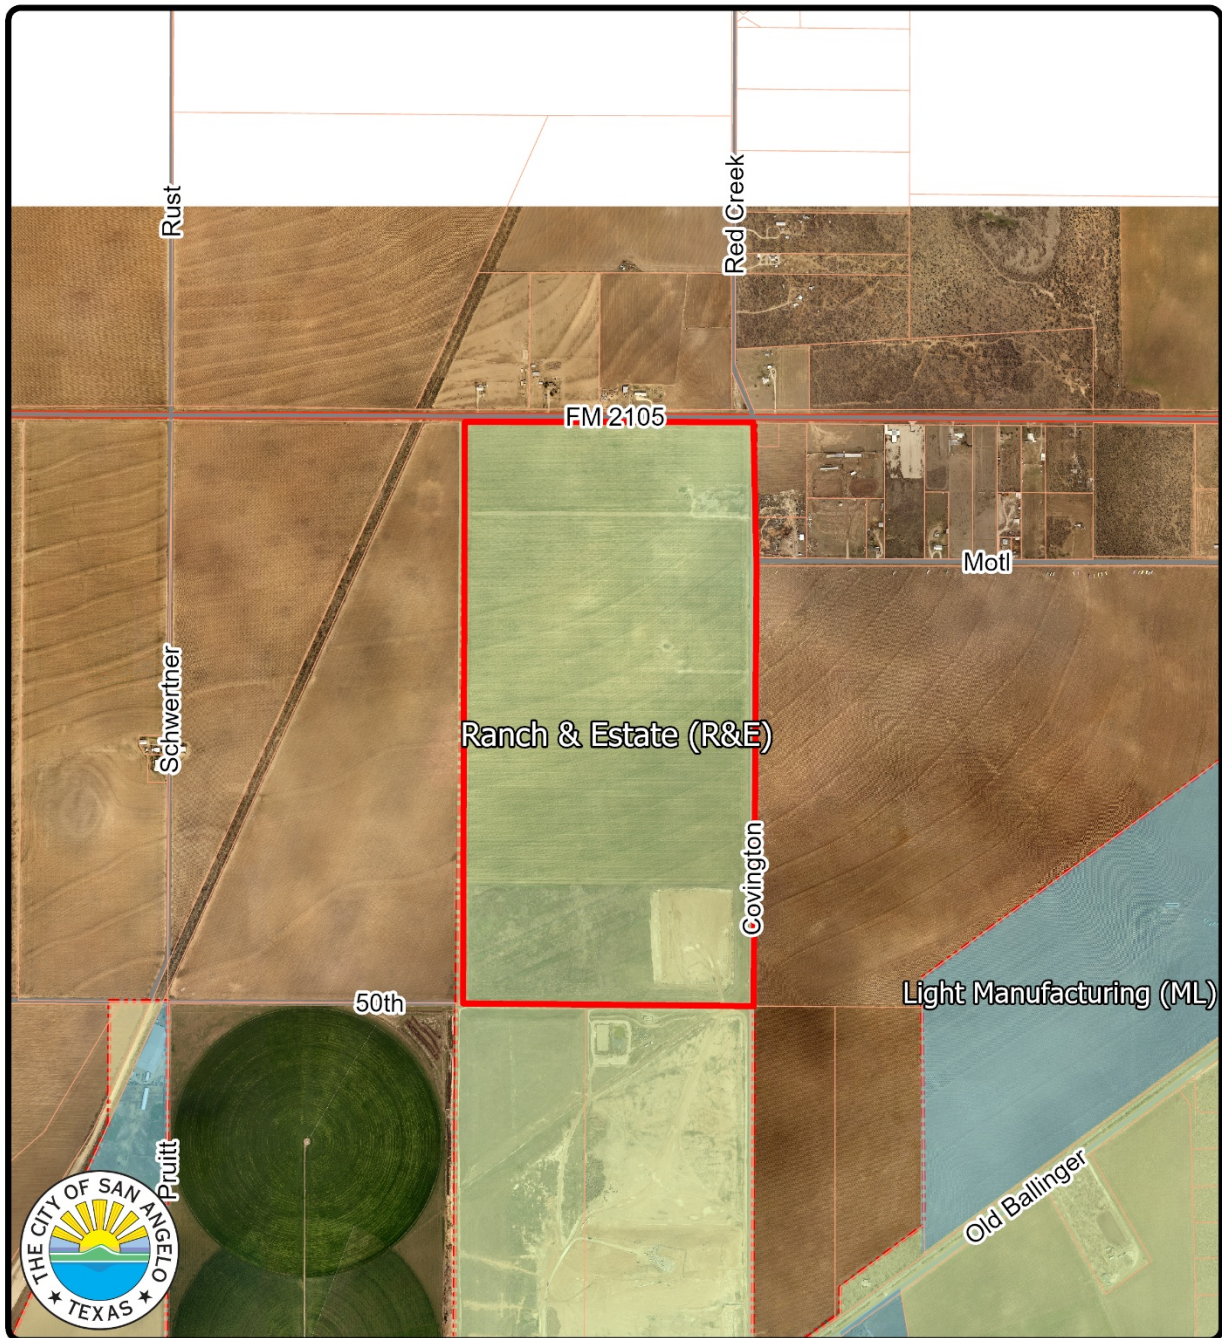 Rust
Red Creek
FM 2105
Motl
Schwertner
Ranch & Estate (R&E)
Covington
Light Manufacturing (ML)
50th
Pruitt
Old Ballinger
THE CITY OF SAN ANGELO
TEXAS